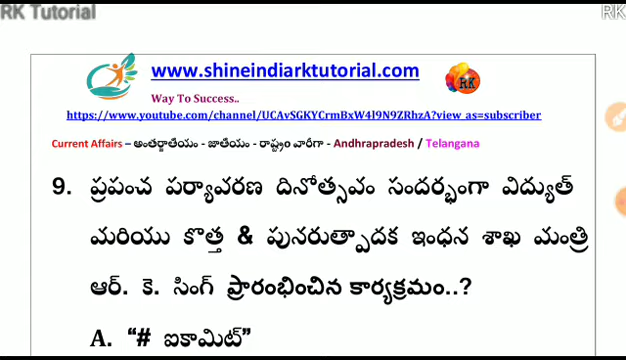 RK Tutorial
RK
www.shineindiarktutorial.com
RK
Way To Success..
https://www.youtube.com/channel/UCAvSGKYCrmBxW4l9N9ZRhzA?view_as=subscriber
Current Affairs – అంతర్జాతీయం - జాతీయం - రాష్ట్రం వారీగా - Andhrapradesh / Telangana
9. ప్రపంచ పర్యావరణ దినోత్సవం సందర్భంగా విద్యుత్
మరియు కొత్త & పునరుత్పాదక ఇంధన శాఖ మంత్రి
ఆర్. కె. సింగ్ ప్రారంభించిన కార్యక్రమం..?
A. “# ఐకామిట్”